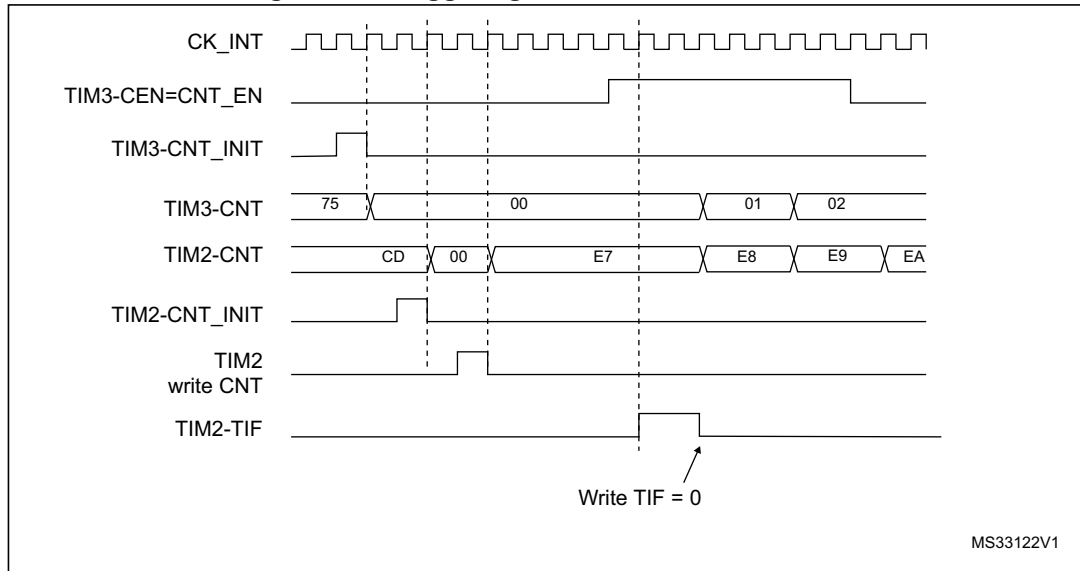 CK_INT
TIM3-CEN=CNT_EN
TIM3-CNT_INIT
TIM3-CNT 75 00 01 02
TIM2-CNT CD 00 E7 E8 E9 EA
TIM2-CNT_INIT
TIM2
write CNT
TIM2-TIF
Write TIF = 0
MS33122V1